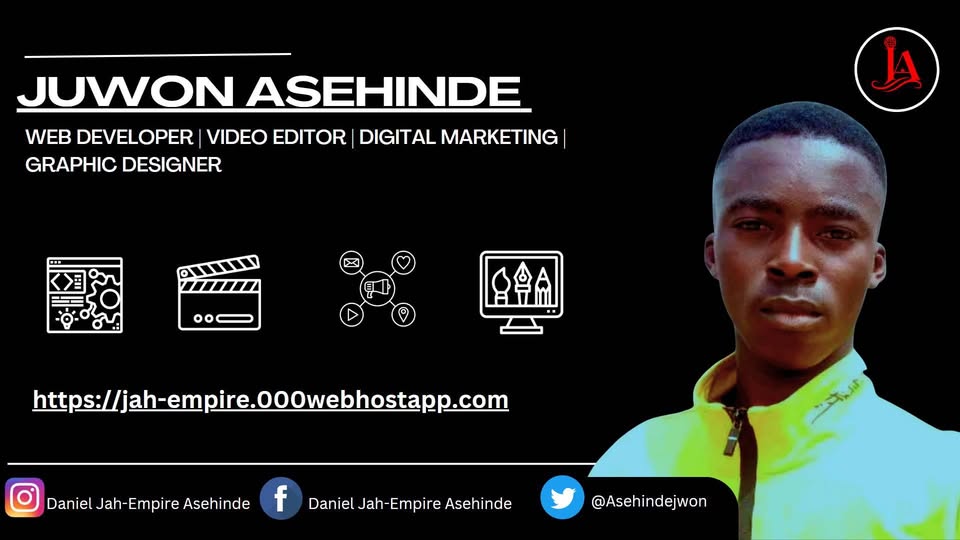 JA
JUWON ASEHINDE
WEB DEVELOPER | VIDEO EDITOR | DIGITAL MARKETING |
GRAPHIC DESIGNER
https://jah-empire.000webhostapp.com
Daniel Jah-Empire Asehinde
Daniel Jah-Empire Asehinde
@Asehindejwon